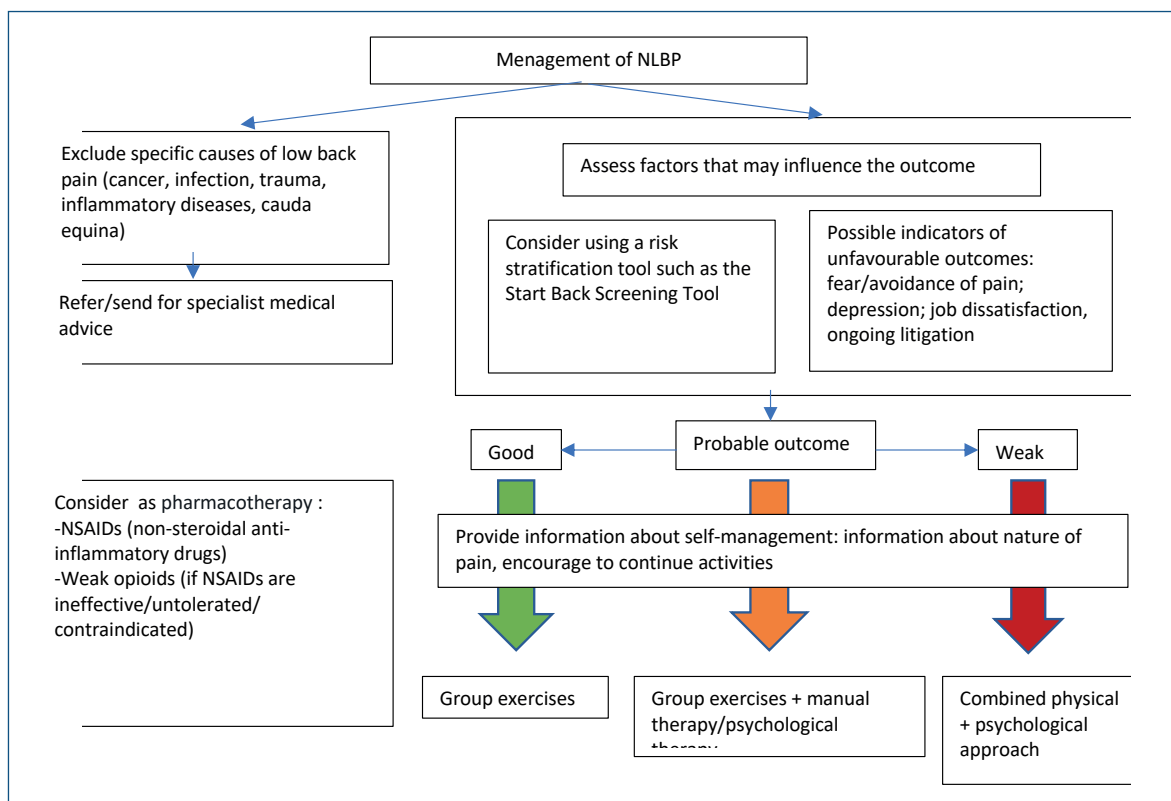 Menagement of NLBP
Exclude specific causes of low back
pain (cancer, infection, trauma,
inflammatory diseases, cauda
equina)
Refer/send for specialist medical
advice
Assess factors that may influence the outcome
Consider using a risk
stratification tool such as the
Start Back Screening Tool
Possible indicators of
unfavourable outcomes:
fear/avoidance of pain;
depression; job dissatisfaction,
ongoing litigation
Good
Probable outcome
Weak
Consider as pharmacotherapy :
-NSAIDs (non-steroidal anti-
inflammatory drugs)
-Weak opioids (if NSAIDs are
ineffective/untolerated/
contraindicated)
Provide information about self-management: information about nature of
pain, encourage to continue activities
Group exercises
Group exercises + manual
therapy/psychological
therapy
Combined physical
+ psychological
approach